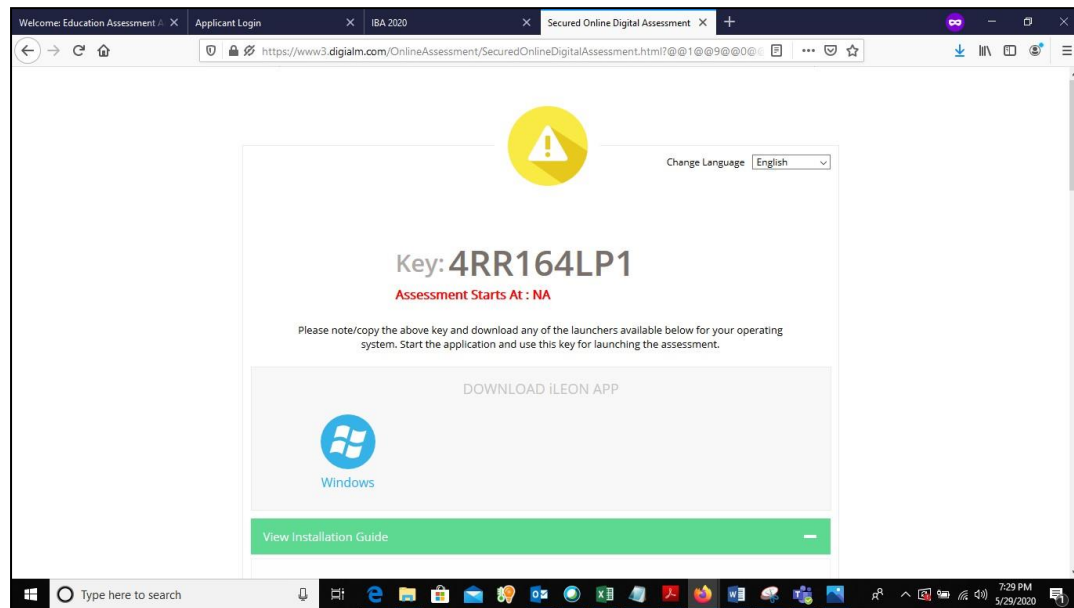 Welcome: Education Assessment A
Applicant Login
IBA 2020
Secured Online Digital Assessment
https://www3.digialm.com/OnlineAssessment/SecuredOnlineDigitalAssessment.html?@@1@@9@@0@
Change Language English
Key: 4RR164LP1
Assessment Starts At : NA
Please note/copy the above key and download any of the launchers available below for your operating
system. Start the application and use this key for launching the assessment.
DOWNLOAD iLEON APP
Windows
View Installation Guide
Type here to search
7:29 PM
5/29/2020